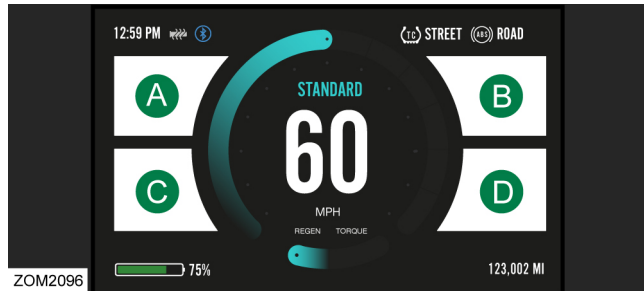 12:59 PM
TC STREET ABS ROAD
A
STANDARD
B
60
C
MPH
D
REGEN TORQUE
75%
123,002 MI
ZOM2096